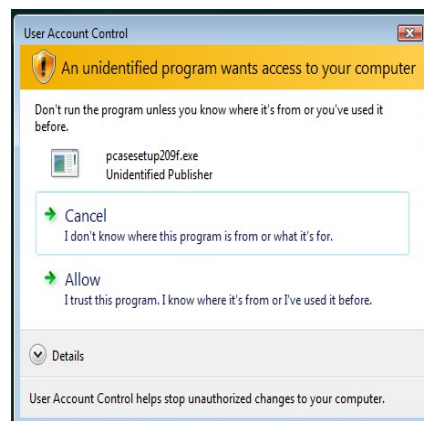 User Account Control
An unidentified program wants access to your computer
Don't run the program unless you know where it's from or you've used it
before.
pcasesetup209f.exe
Unidentified Publisher
Cancel
I don't know where this program is from or what it's for.
Allow
I trust this program. I know where it's from or I've used it before.
Details
User Account Control helps stop unauthorized changes to your computer.